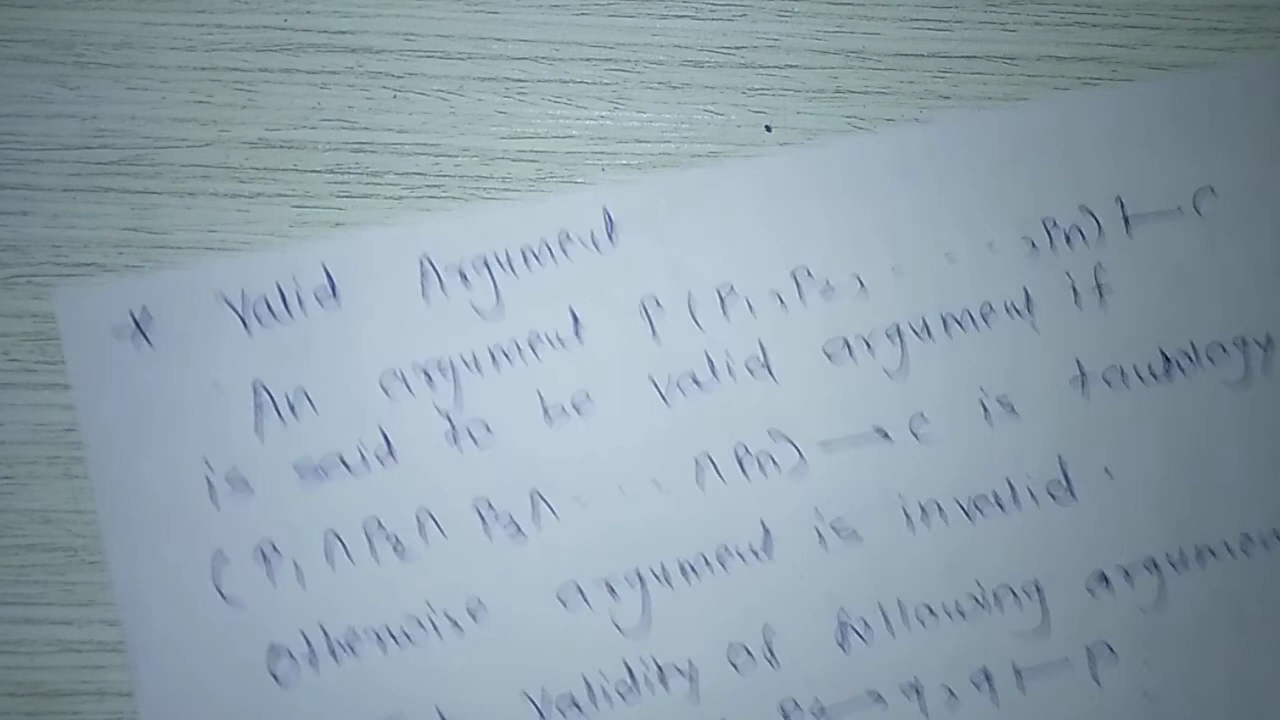 * Valid Argument
An argument P(P1, P2, ......, Pn) ⊢ C
is said to be valid argument if
(P1 ∧ P2 ∧ P3 ∧ ..... ∧ Pn) → C is tautology
otherwise argument is invalid.
Validity of following argumen
→ q, q ⊢ P